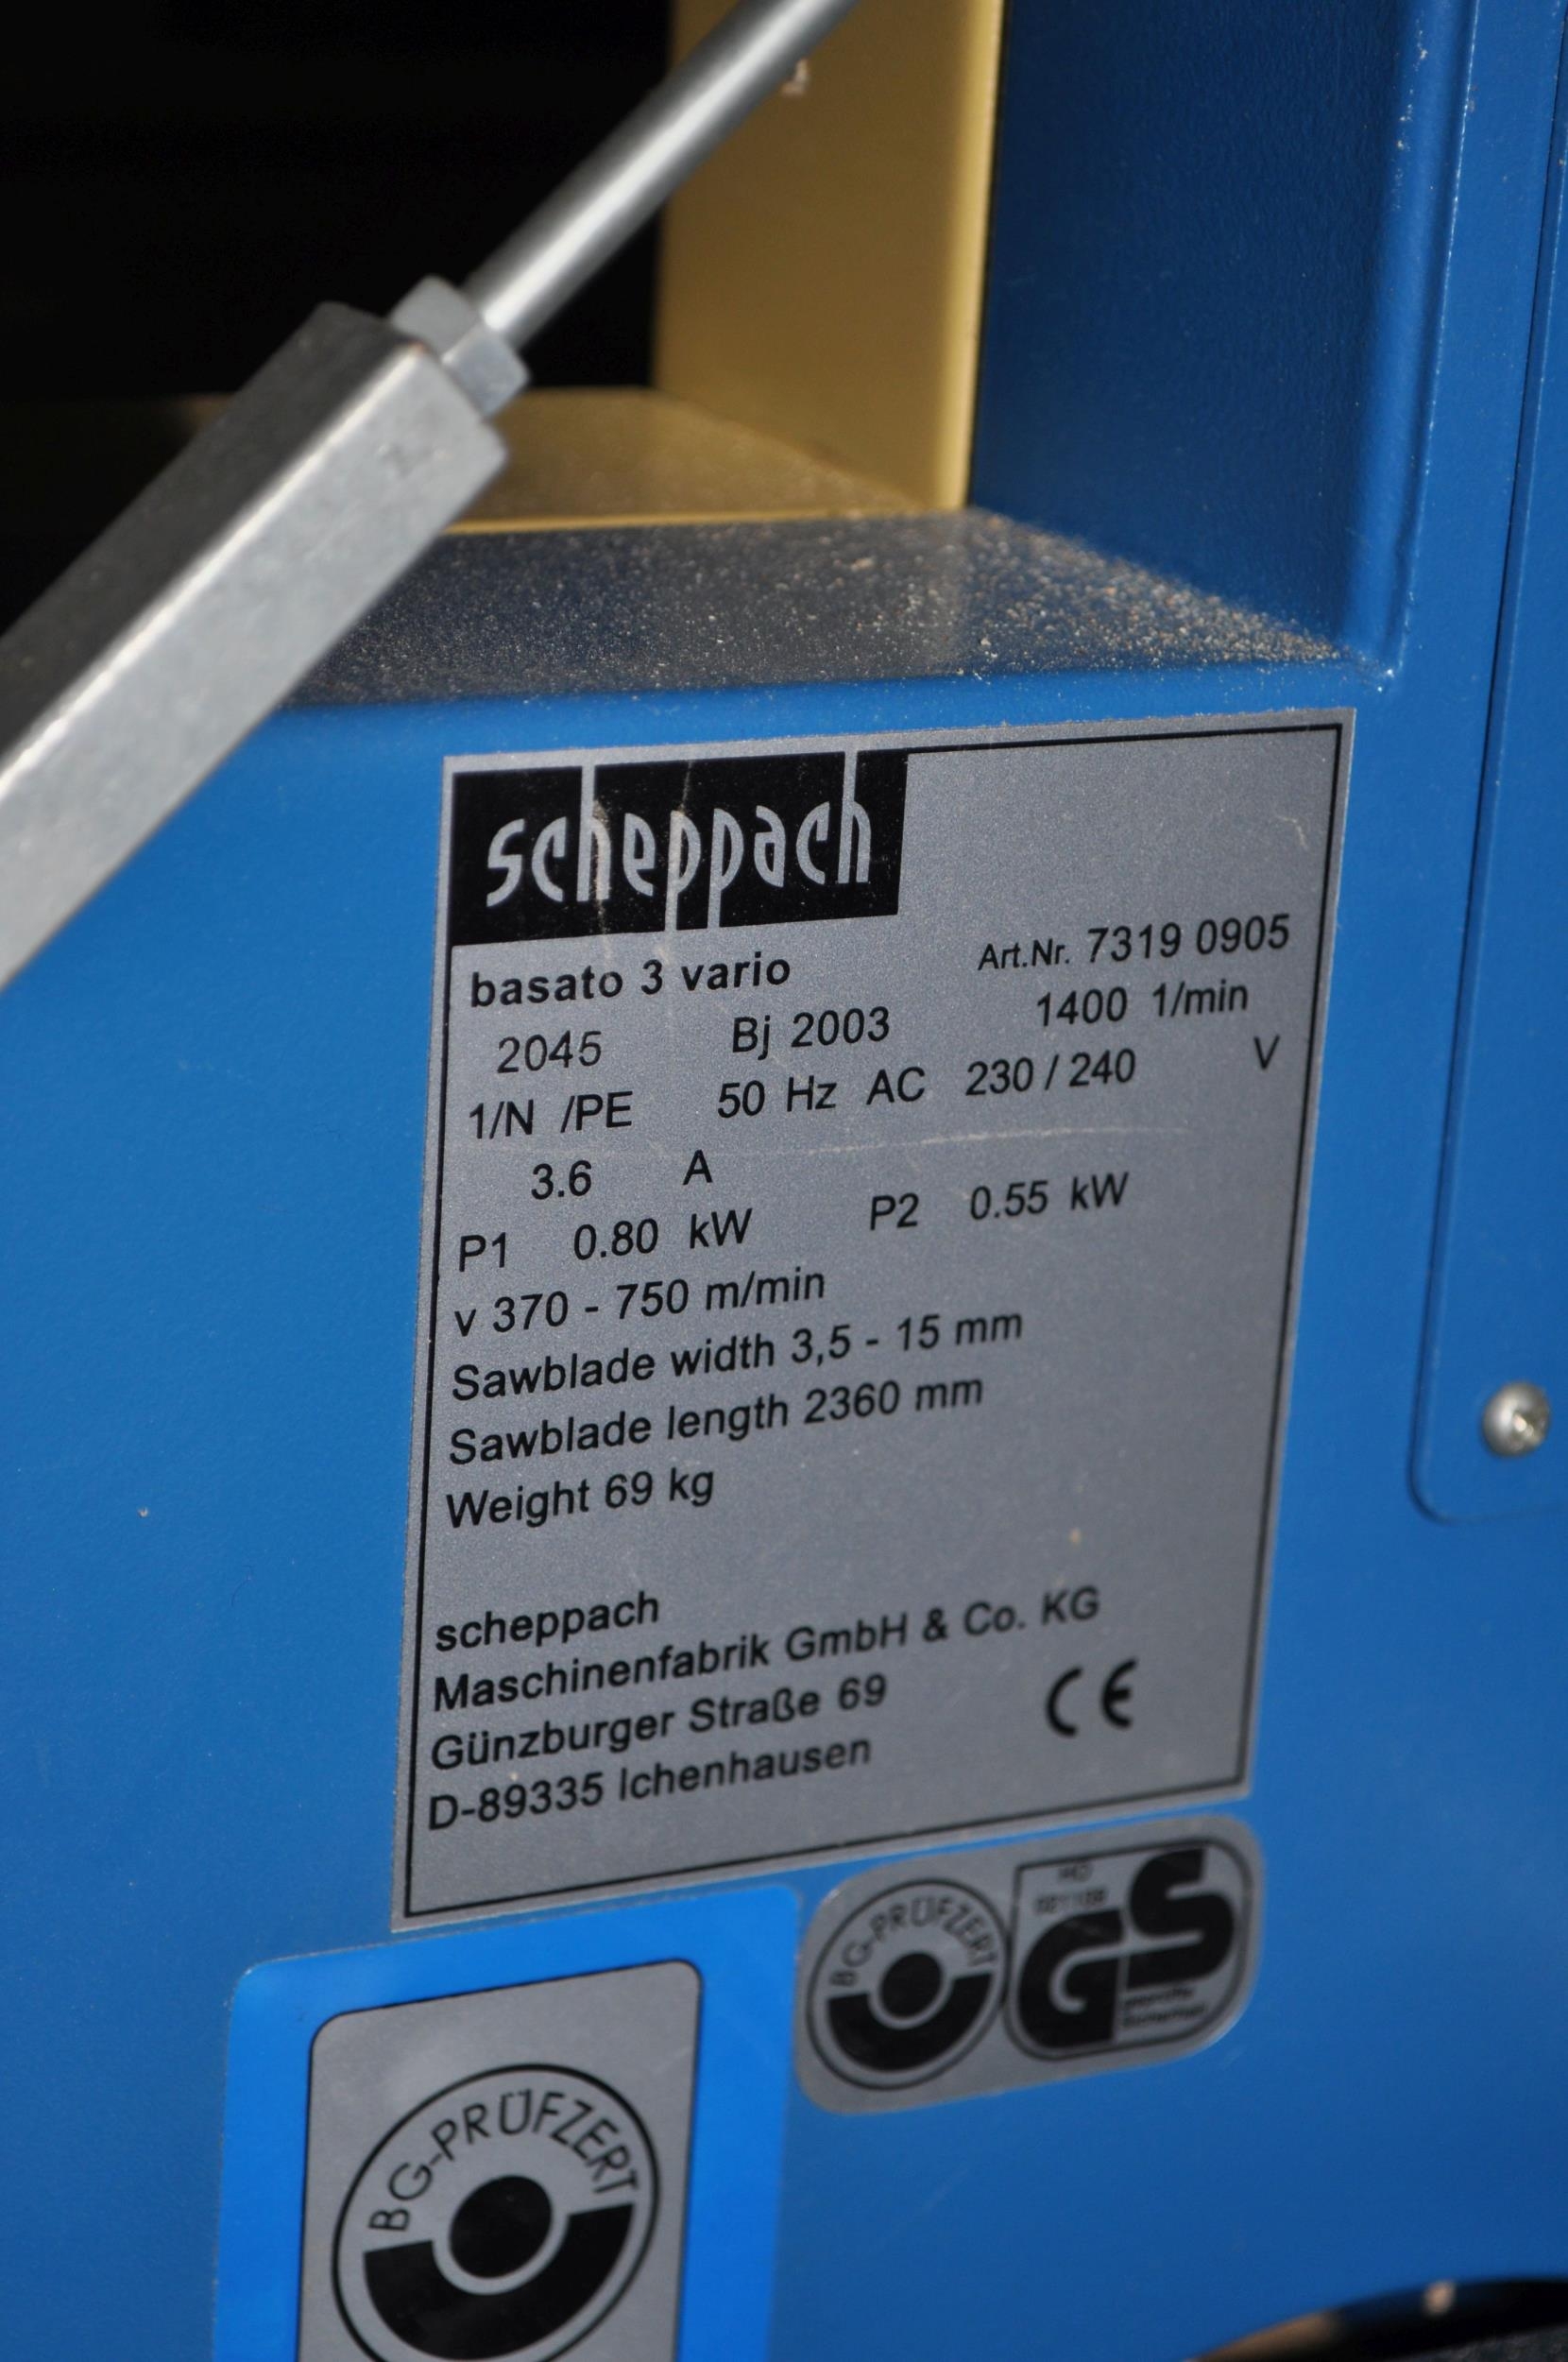 scheppach
basato 3 vario Art.Nr. 7319 0905
2045 Bj 2003 1400 1/min
1/N /PE 50 Hz AC 230 / 240 V
3.6 A
P1 0.80 kW P2 0.55 kW
v 370 - 750 m/min
Sawblade width 3,5 - 15 mm
Sawblade length 2360 mm
Weight 69 kg
scheppach
Maschinenfabrik GmbH & Co. KG
Günzburger Straße 69
D-89335 Ichenhausen
CE
BG-PRÜFZERT
GS
geprüfte
Sicherheit
BG-PRÜFZERT